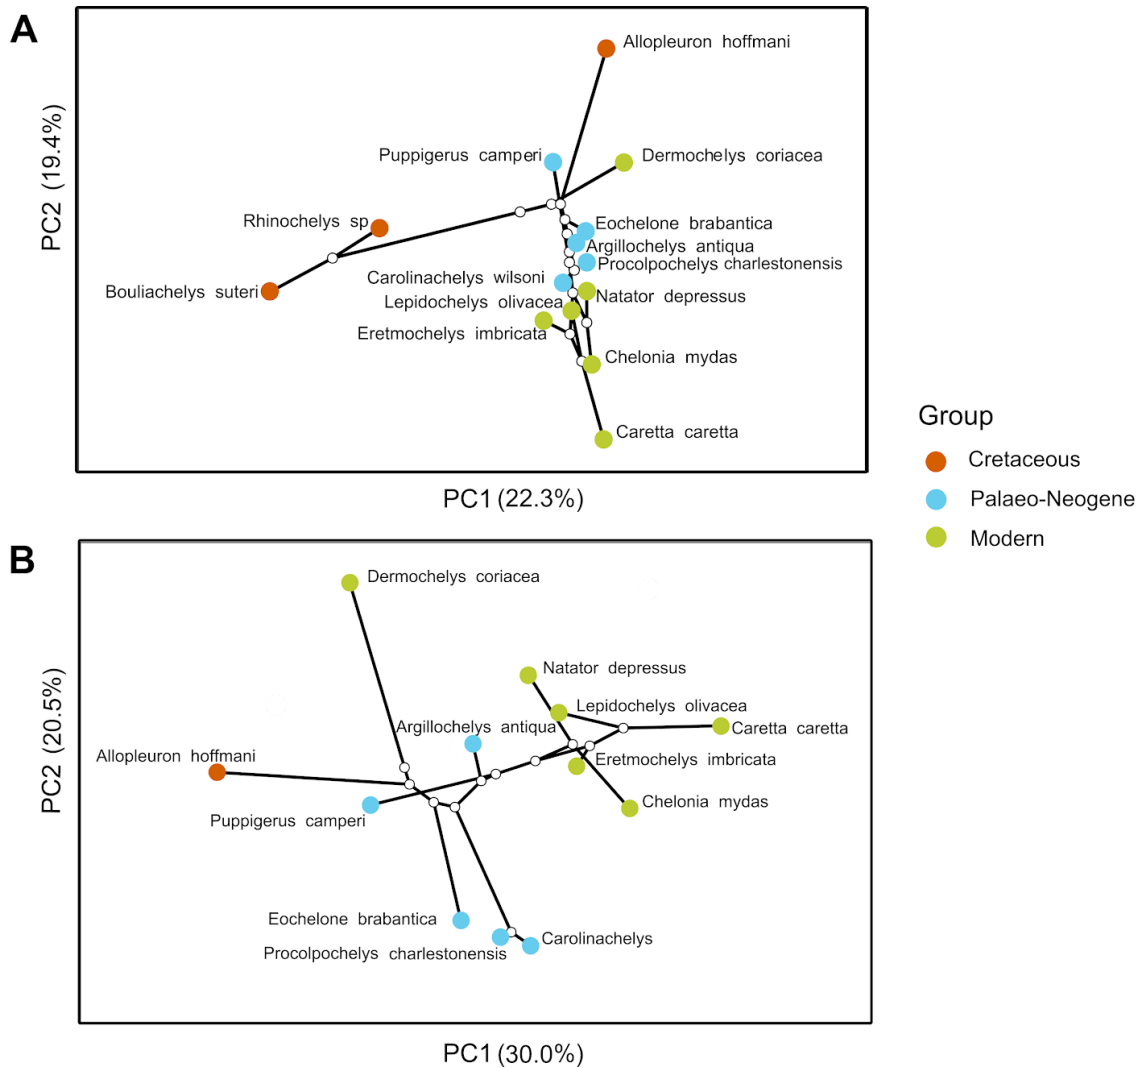 A
Allopleuron hoffmani
Puppigerus camperi
Dermochelys coriacea
PC2 (19.4%)
Rhinochelys sp
Eochelone brabantica
Argillochelys antiqua
Procolpochelys charlestonensis
Carolinachelys wilsoni
Bouliachelys suteri
Natator depressus
Lepidochelys olivacea
Eretmochelys imbricata
Chelonia mydas
Caretta caretta
PC1 (22.3%)
Group
Cretaceous
Palaeo-Neogene
Modern
B
Dermochelys coriacea
Natator depressus
Lepidochelys olivacea
PC2 (20.5%)
Argillochelys antiqua
Caretta caretta
Allopleuron hoffmani
Eretmochelys imbricata
Chelonia mydas
Puppigerus camperi
Eochelone brabantica
Carolinachelys
Procolpochelys charlestonensis
PC1 (30.0%)